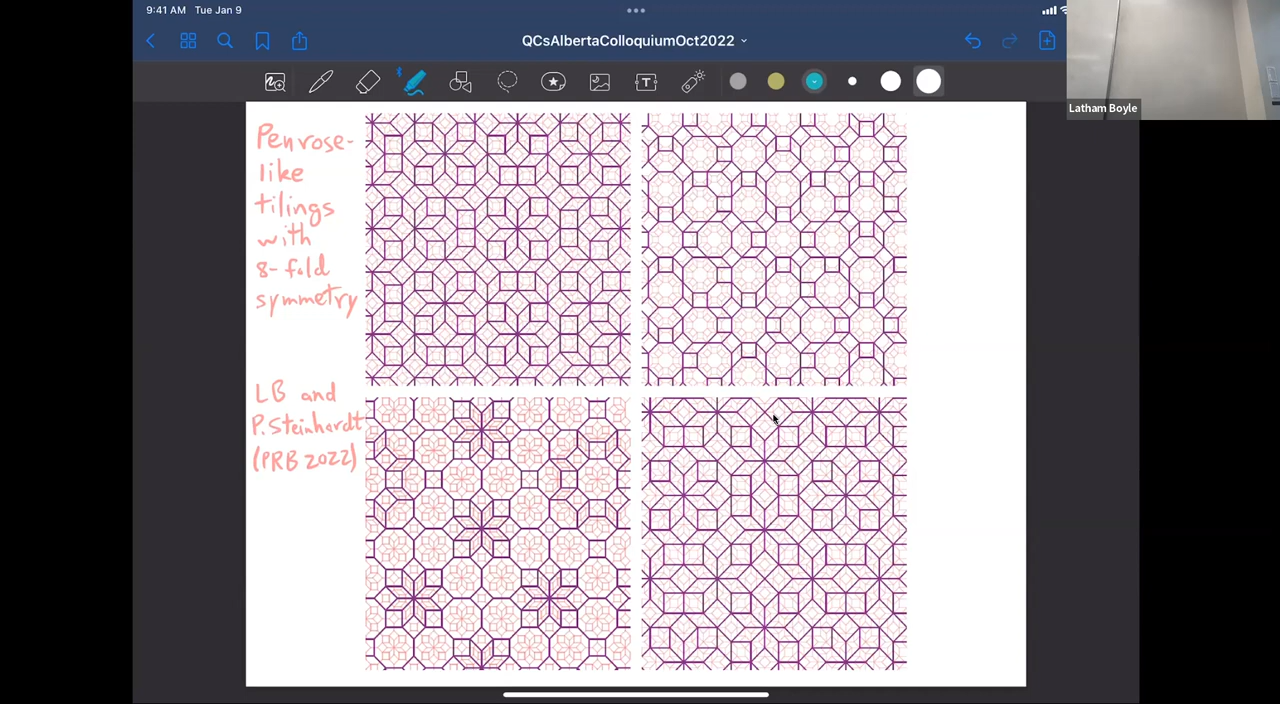 9:41 AM Tue Jan 9
QCsAlbertaColloquiumOct2022
Latham Boyle
Penrose-
like
tilings
with
8-fold
symmetry
LB and
P. Steinhardt
(PRB 2022)